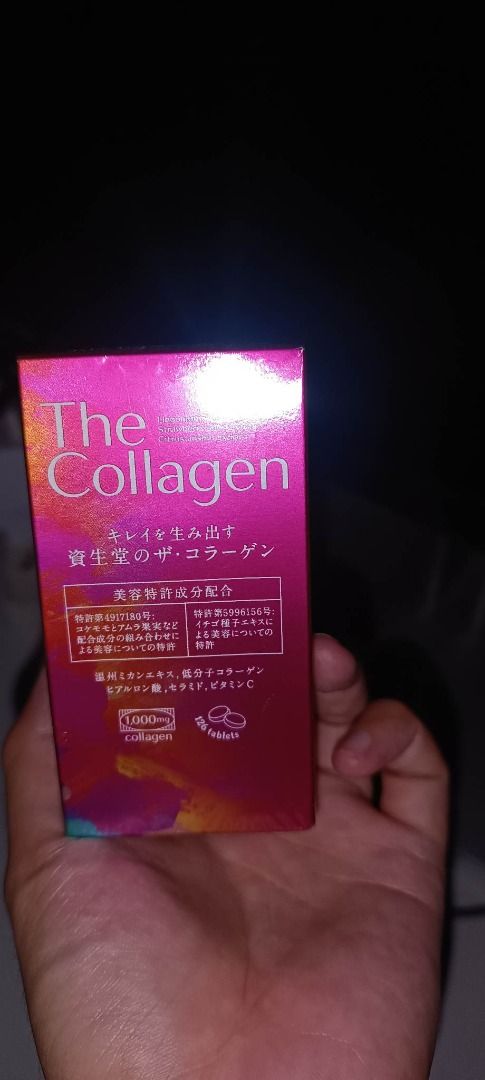 The
Collagen
キレイを生み出す
資生堂のザ・コラーゲン
美容特許成分配合
特許第4917180号:
コケモモとアムラ果実など
配合成分の組み合わせに
よる美容についての特許
特許第5996156号:
イチゴ種子エキスに
よる美容についての
特許
温州ミカンエキス,低分子コラーゲン
ヒアルロン酸,セラミド,ビタミンC
1,000mg
collagen
126 tablets